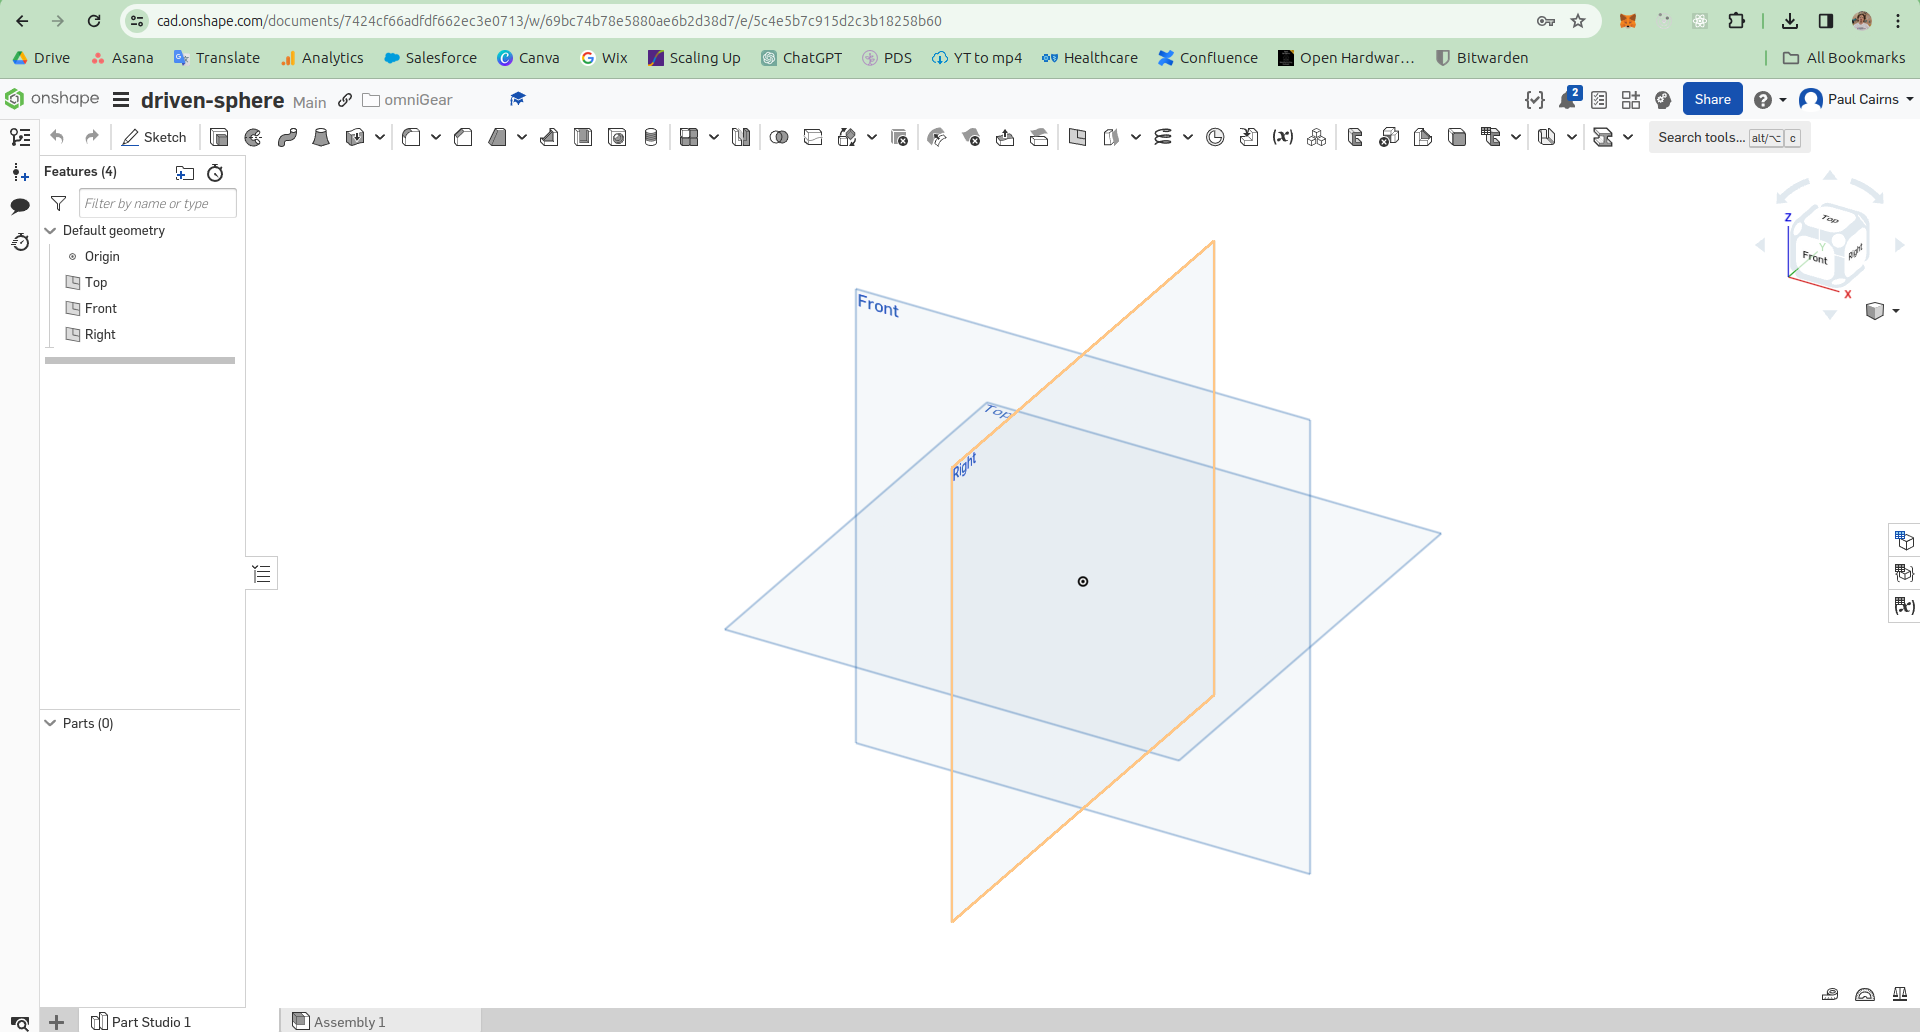 cad.onshape.com/documents/7424cf66adfdf662ec3e0713/w/69bc74b78e5880ae6b2d38d7/e/5c4e5b7c915d2c3b18258b60
Drive Asana Translate Analytics Salesforce Canva Wix Scaling Up ChatGPT PDS YT to mp4 Healthcare Confluence Open Hardwar... Bitwarden All Bookmarks
onshape driven-sphere Main omniGear 2 Share Paul Cairns
Sketch (x) Search tools... alt/⌥ c
Features (4)
Filter by name or type
Default geometry
Origin
Top
Front
Right
Parts (0)
Front
Top
Right
Z
Top
Y
Front
Right
X
(x)
Part Studio 1 Assembly 1